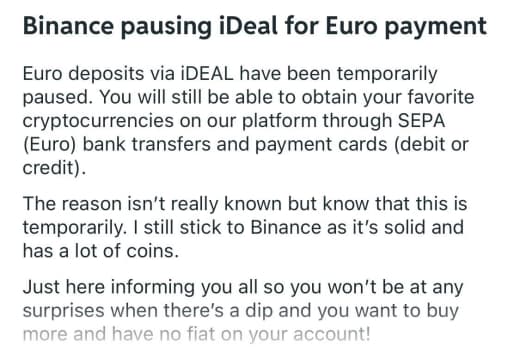 Binance pausing iDeal for Euro payment
Euro deposits via iDEAL have been temporarily
paused. You will still be able to obtain your favorite
cryptocurrencies on our platform through SEPA
(Euro) bank transfers and payment cards (debit or
credit).
The reason isn’t really known but know that this is
temporarily. I still stick to Binance as it’s solid and
has a lot of coins.
Just here informing you all so you won’t be at any
surprises when there’s a dip and you want to buy
more and have no fiat on your account!